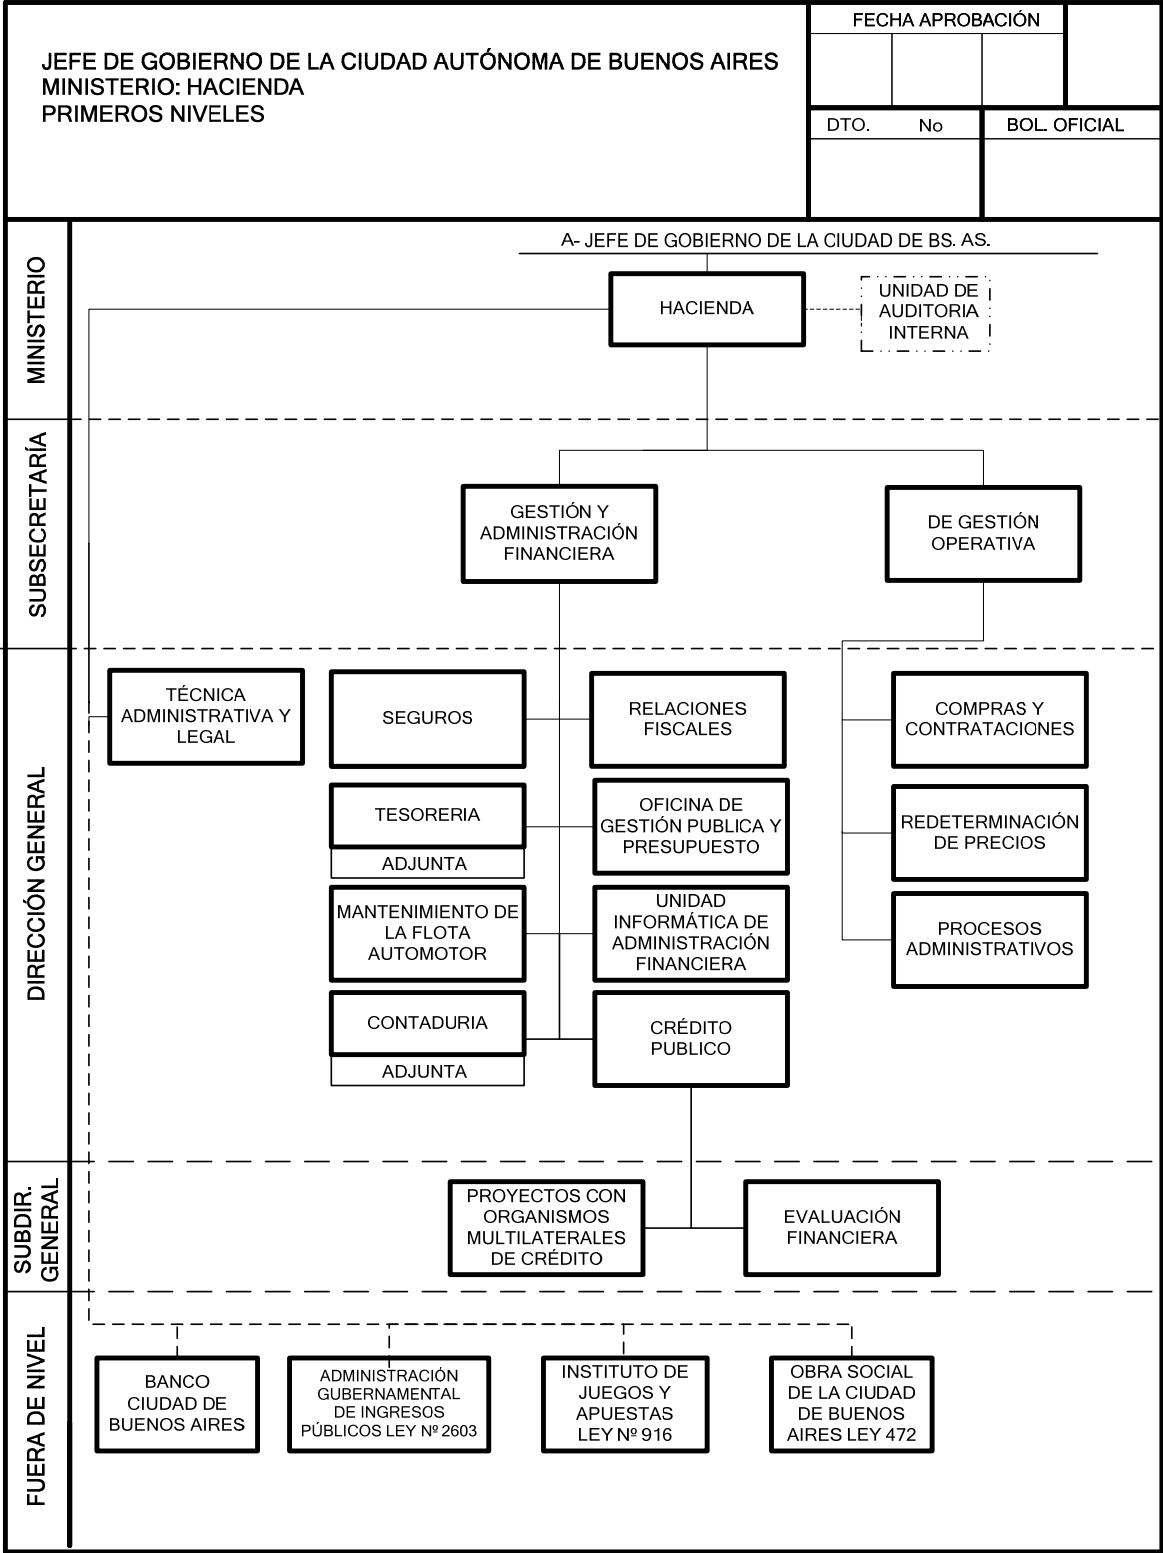 JEFE DE GOBIERNO DE LA CIUDAD AUTÓNOMA DE BUENOS AIRES
MINISTERIO: HACIENDA
PRIMEROS NIVELES
FECHA APROBACIÓN
DTO. No
BOL. OFICIAL
MINISTERIO
A- JEFE DE GOBIERNO DE LA CIUDAD DE BS. AS.
HACIENDA
UNIDAD DE
AUDITORIA
INTERNA
SUBSECRETARÍA
GESTIÓN Y
ADMINISTRACIÓN
FINANCIERA
DE GESTIÓN
OPERATIVA
DIRECCIÓN GENERAL
TÉCNICA
ADMINISTRATIVA Y
LEGAL
SEGUROS
RELACIONES
FISCALES
COMPRAS Y
CONTRATACIONES
TESORERIA
ADJUNTA
OFICINA DE
GESTIÓN PUBLICA Y
PRESUPUESTO
REDETERMINACIÓN
DE PRECIOS
MANTENIMIENTO DE
LA FLOTA
AUTOMOTOR
UNIDAD
INFORMÁTICA DE
ADMINISTRACIÓN
FINANCIERA
PROCESOS
ADMINISTRATIVOS
CONTADURIA
ADJUNTA
CRÉDITO
PUBLICO
SUBDIR.
GENERAL
PROYECTOS CON
ORGANISMOS
MULTILATERALES
DE CRÉDITO
EVALUACIÓN
FINANCIERA
FUERA DE NIVEL
BANCO
CIUDAD DE
BUENOS AIRES
ADMINISTRACIÓN
GUBERNAMENTAL
DE INGRESOS
PÚBLICOS LEY Nº 2603
INSTITUTO DE
JUEGOS Y
APUESTAS
LEY Nº 916
OBRA SOCIAL
DE LA CIUDAD
DE BUENOS
AIRES LEY 472